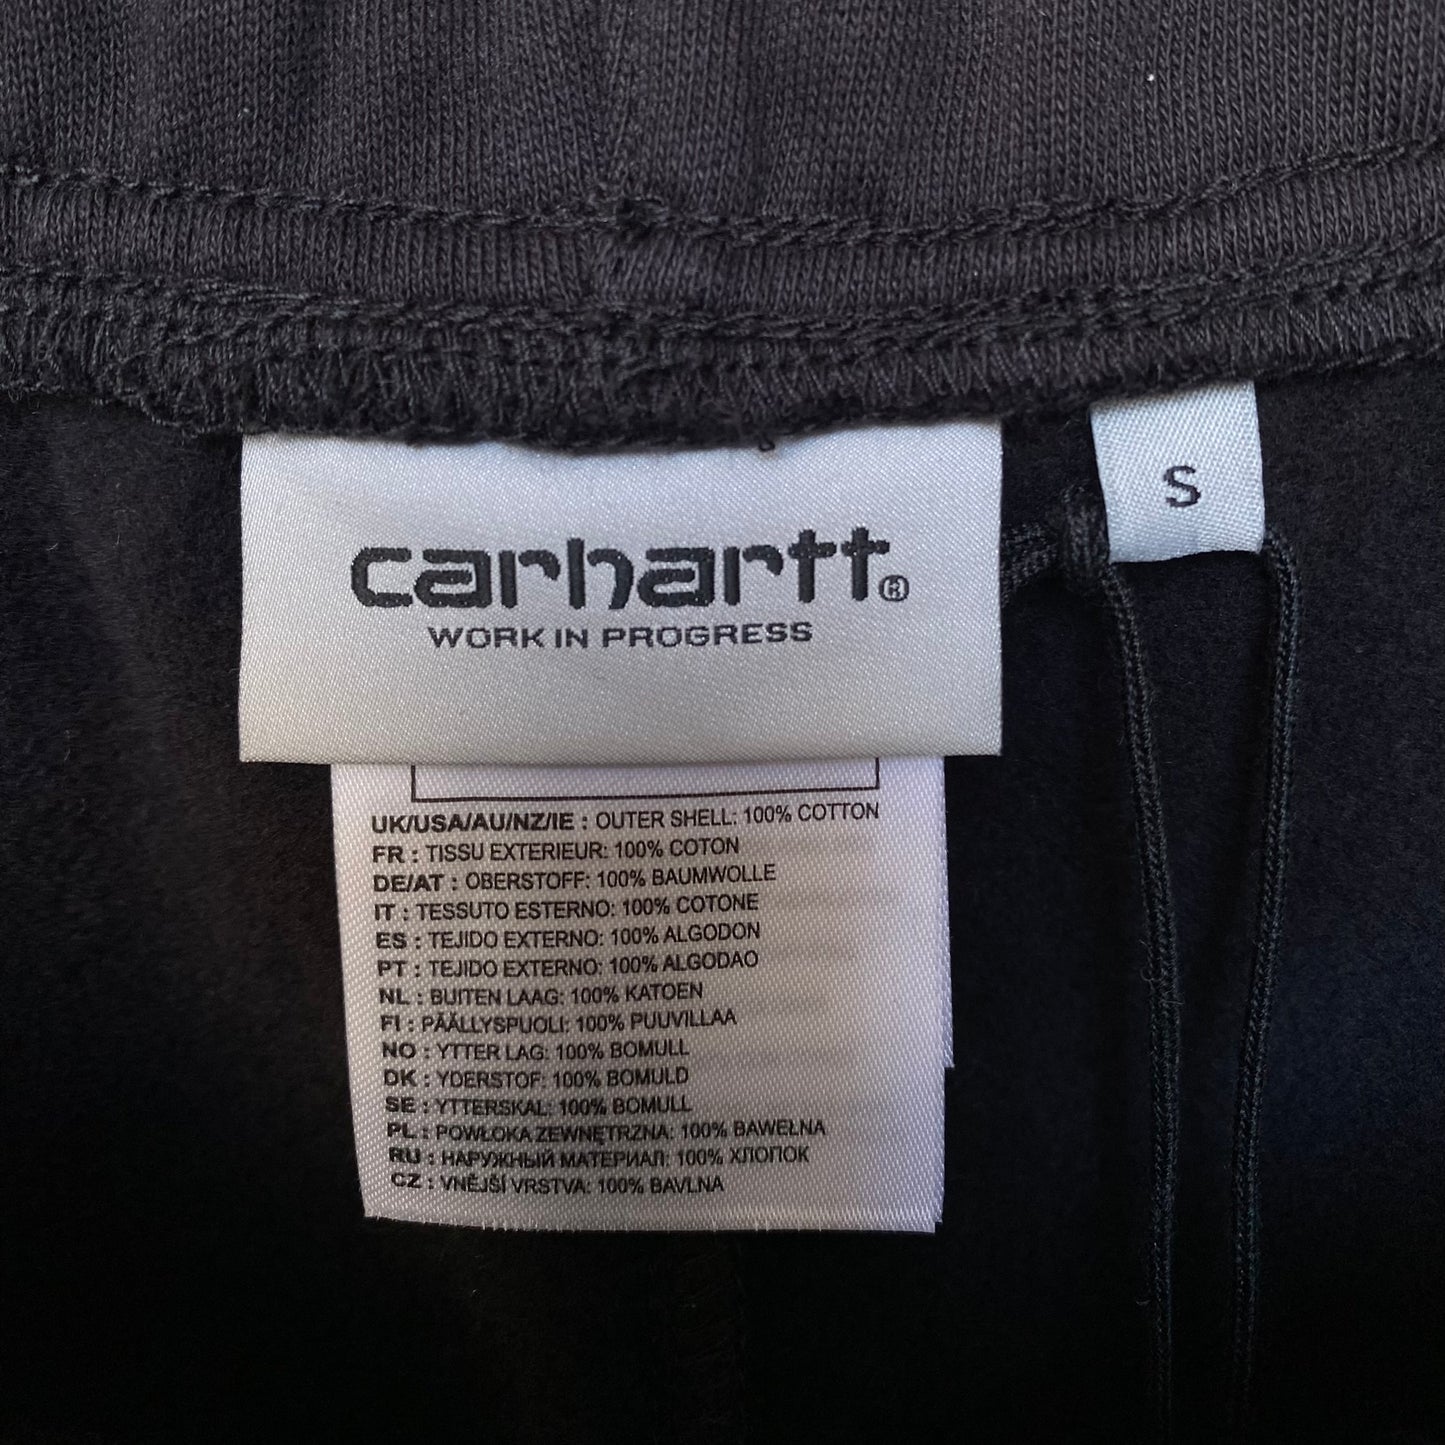 carhartt®
WORK IN PROGRESS
S
UK/USA/AU/NZ/IE : OUTER SHELL: 100% COTTON
FR : TISSU EXTERIEUR: 100% COTON
DE/AT : OBERSTOFF: 100% BAUMWOLLE
IT : TESSUTO ESTERNO: 100% COTONE
ES : TEJIDO EXTERNO: 100% ALGODON
PT : TEJIDO EXTERNO: 100% ALGODAO
NL : BUITEN LAAG: 100% KATOEN
FI : PÄÄLLYSPUOLI: 100% PUUVILLAA
NO : YTTER LAG: 100% BOMULL
DK : YDERSTOF: 100% BOMULD
SE : YTTERSKAL: 100% BOMULL
PL : POWŁOKA ZEWNĘTRZNA: 100% BAWEŁNA
RU : НАРУЖНЫЙ МАТЕРИАЛ: 100% ХЛОПОК
CZ : VNĚJŠÍ VRSTVA: 100% BAVLNA